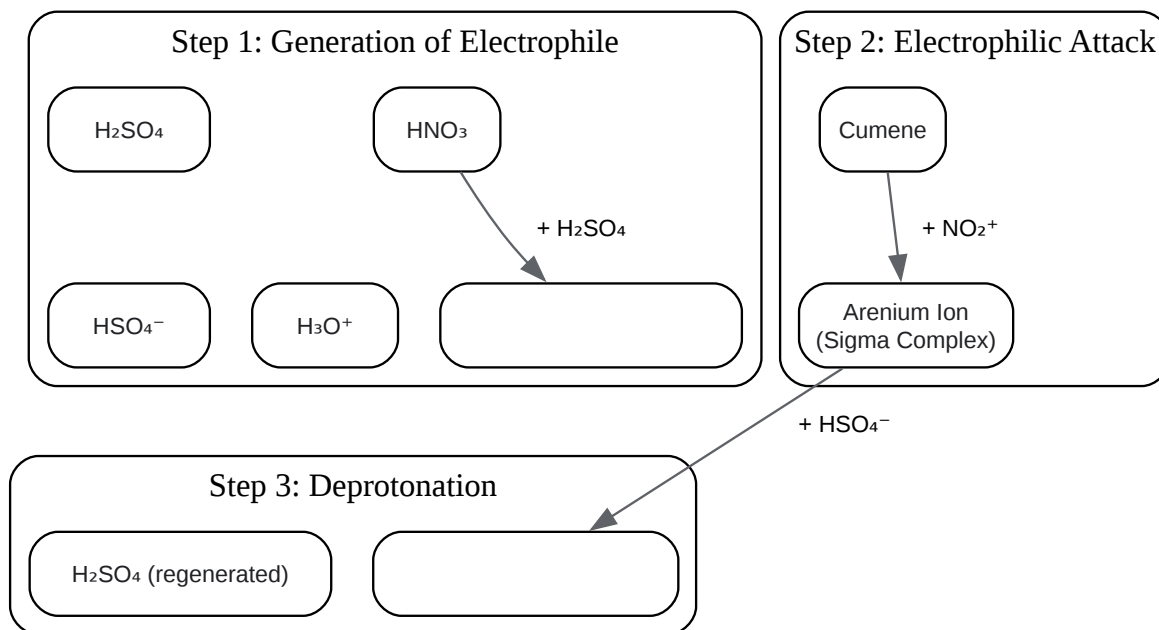 Step 1: Generation of Electrophile
H₂SO₄
HNO₃
+ H₂SO₄
HSO₄⁻
H₃O⁺
Step 2: Electrophilic Attack
Cumene
+ NO₂⁺
Arenium Ion
(Sigma Complex)
+ HSO₄⁻
Step 3: Deprotonation
H₂SO₄ (regenerated)